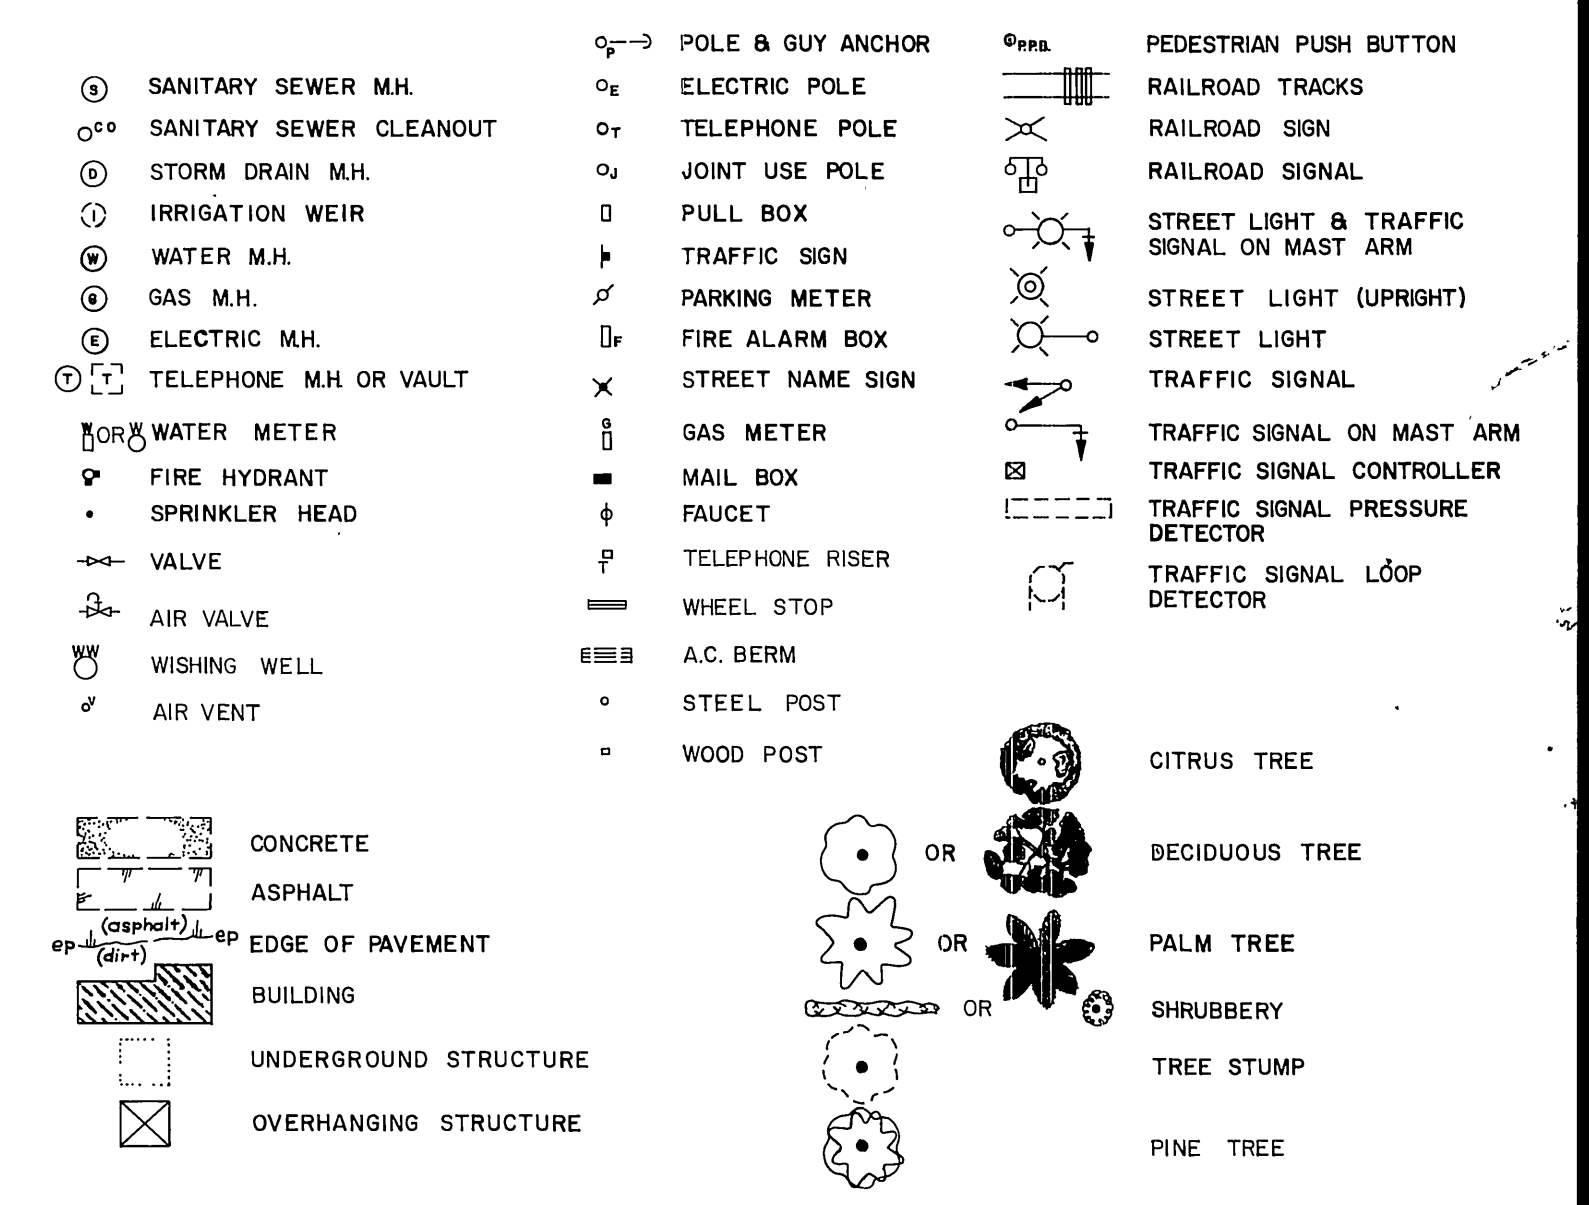 S SANITARY SEWER M.H.
CO SANITARY SEWER CLEANOUT
D STORM DRAIN M.H.
I IRRIGATION WEIR
W WATER M.H.
G GAS M.H.
E ELECTRIC M.H.
T T TELEPHONE M.H. OR VAULT
W OR W WATER METER
FIRE HYDRANT
SPRINKLER HEAD
VALVE
AIR VALVE
WW WISHING WELL
V AIR VENT
P POLE & GUY ANCHOR
E ELECTRIC POLE
T TELEPHONE POLE
J JOINT USE POLE
PULL BOX
TRAFFIC SIGN
PARKING METER
F FIRE ALARM BOX
STREET NAME SIGN
G GAS METER
MAIL BOX
FAUCET
T TELEPHONE RISER
WHEEL STOP
A.C. BERM
STEEL POST
WOOD POST
P.P.B. PEDESTRIAN PUSH BUTTON
RAILROAD TRACKS
RAILROAD SIGN
RAILROAD SIGNAL
STREET LIGHT & TRAFFIC
SIGNAL ON MAST ARM
STREET LIGHT (UPRIGHT)
STREET LIGHT
TRAFFIC SIGNAL
TRAFFIC SIGNAL ON MAST ARM
TRAFFIC SIGNAL CONTROLLER
TRAFFIC SIGNAL PRESSURE
DETECTOR
TRAFFIC SIGNAL LOOP
DETECTOR
CONCRETE
ASPHALT
ep (asphalt) ep EDGE OF PAVEMENT
(dirt)
BUILDING
UNDERGROUND STRUCTURE
OVERHANGING STRUCTURE
CITRUS TREE
OR DECIDUOUS TREE
OR PALM TREE
OR SHRUBBERY
TREE STUMP
PINE TREE